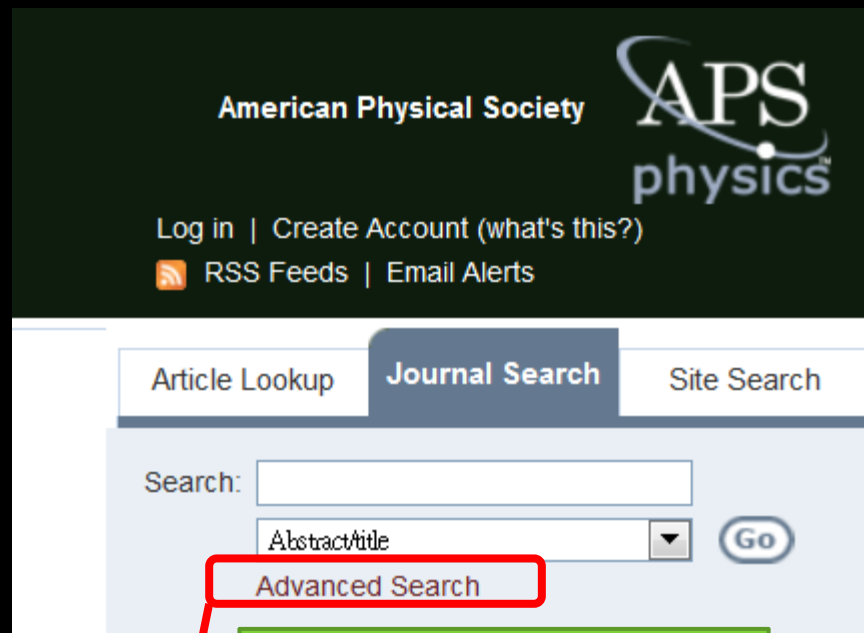 American Physical Society
APS
physics™
Log in | Create Account (what's this?)
RSS Feeds | Email Alerts
Article Lookup
Journal Search
Site Search
Search:
Abstract/title
Go
Advanced Search